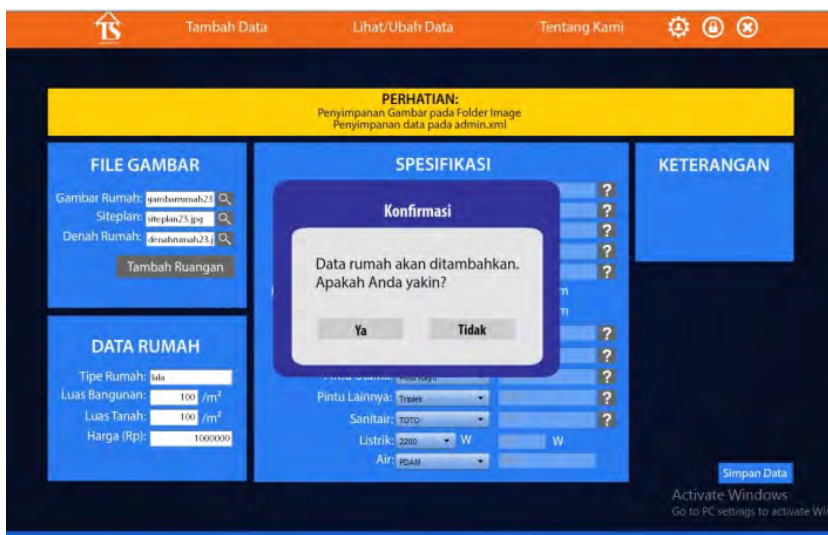 TS
Tambah Data
Lihat/Ubah Data
Tentang Kami
PERHATIAN:
Penyimpanan Gambar pada Folder Image
Penyimpanan data pada admin.xml
FILE GAMBAR
Gambar Rumah: gambarrumah23
Siteplan: siteplan23.jpg
Denah Rumah: denahrumah23.j
Tambah Ruangan
DATA RUMAH
Tipe Rumah: lala
Luas Bangunan: 100 /m²
Luas Tanah: 100 /m²
Harga (Rp): 1000000
SPESIFIKASI
?
?
?
?
?
m
m
?
?
?
Pintu Lainnya: Triplek ?
Sanitair: TOTO ?
Listrik: 2200 W W
Air: PDAM
Konfirmasi
Data rumah akan ditambahkan.
Apakah Anda yakin?
Ya
Tidak
KETERANGAN
Simpan Data
Activate Windows
Go to PC settings to activate Wi